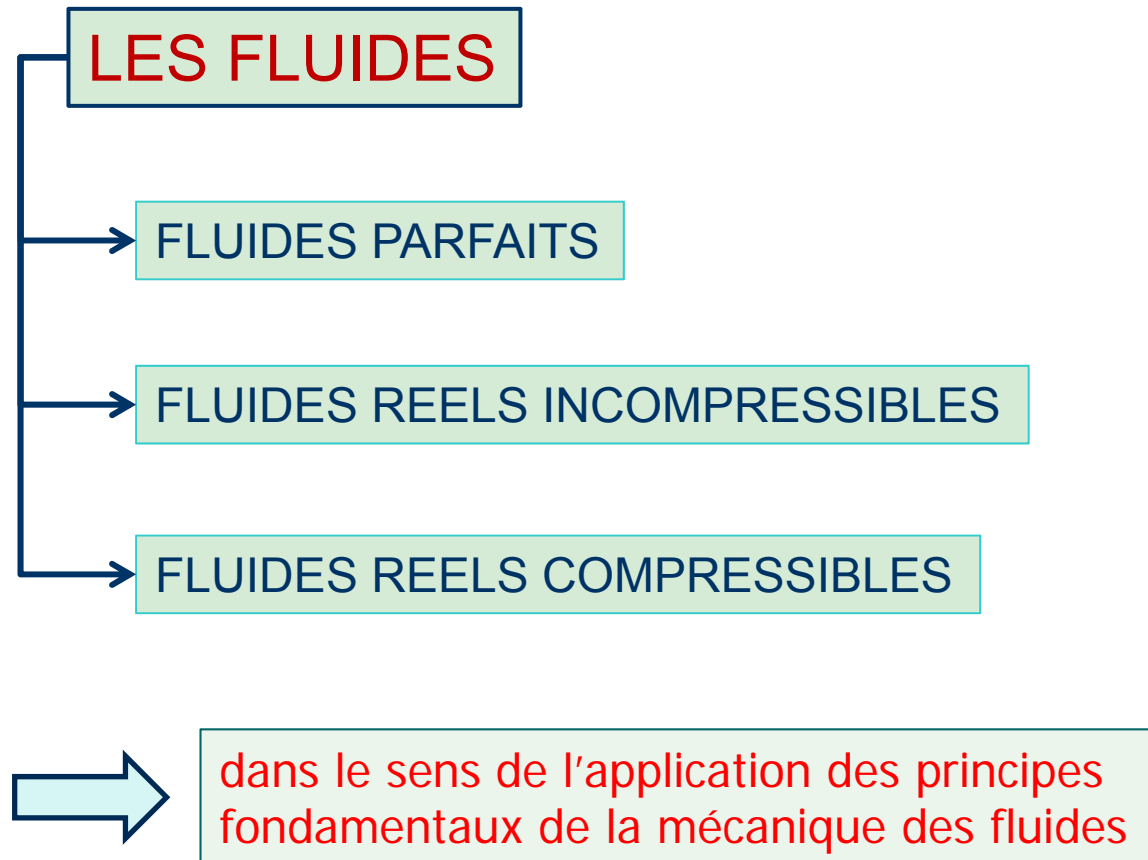 LES FLUIDES
FLUIDES PARFAITS
FLUIDES REELS INCOMPRESSIBLES
FLUIDES REELS COMPRESSIBLES
dans le sens de l'application des principes
fondamentaux de la mécanique des fluides